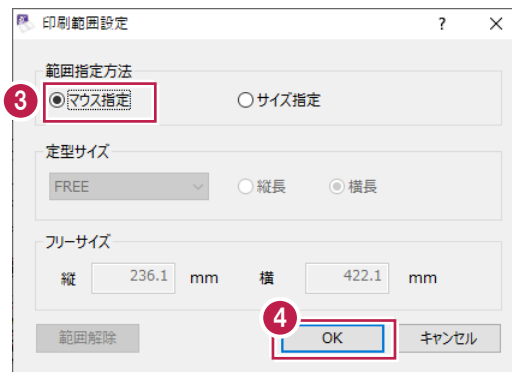 印刷範囲設定 ? ×
範囲指定方法
3 マウス指定 サイズ指定
定型サイズ
FREE 縦長 横長
フリーサイズ
縦 236.1 mm 横 422.1 mm
4
範囲解除 OK キャンセル